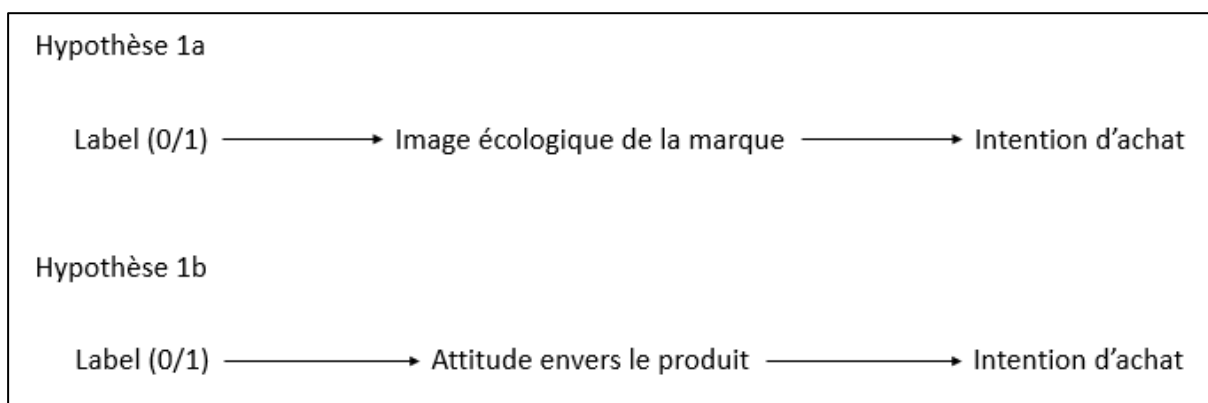 Hypothèse 1a
Label (0/1) Image écologique de la marque Intention d’achat
Hypothèse 1b
Label (0/1) Attitude envers le produit Intention d’achat